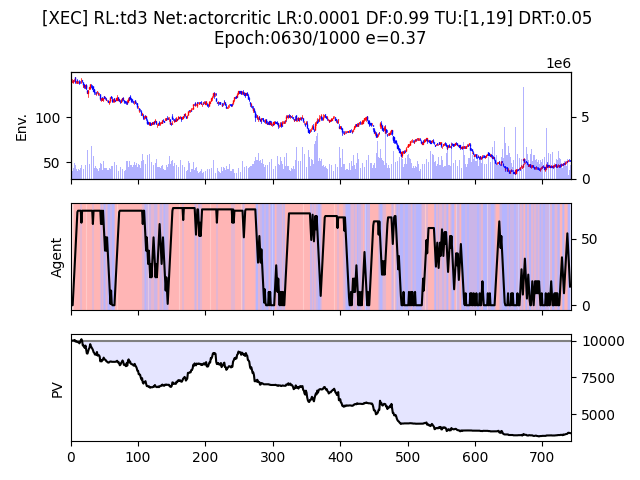 [XEC] RL:td3 Net:actorcritic LR:0.0001 DF:0.99 TU:[1,19] DRT:0.05
Epoch:0630/1000 e=0.37
1e6
Env.
100
50
5
0
Agent
50
0
PV
10000
7500
5000
0 100 200 300 400 500 600 700